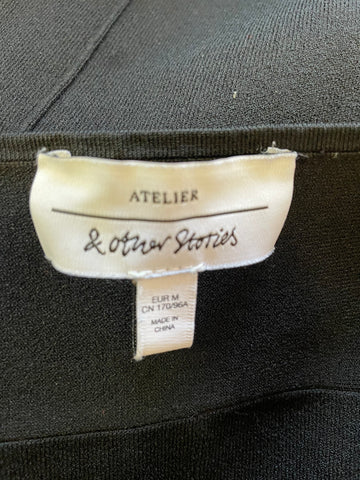 ATELIER
& other Stories
EUR M
CN 170/96A
MADE IN
CHINA